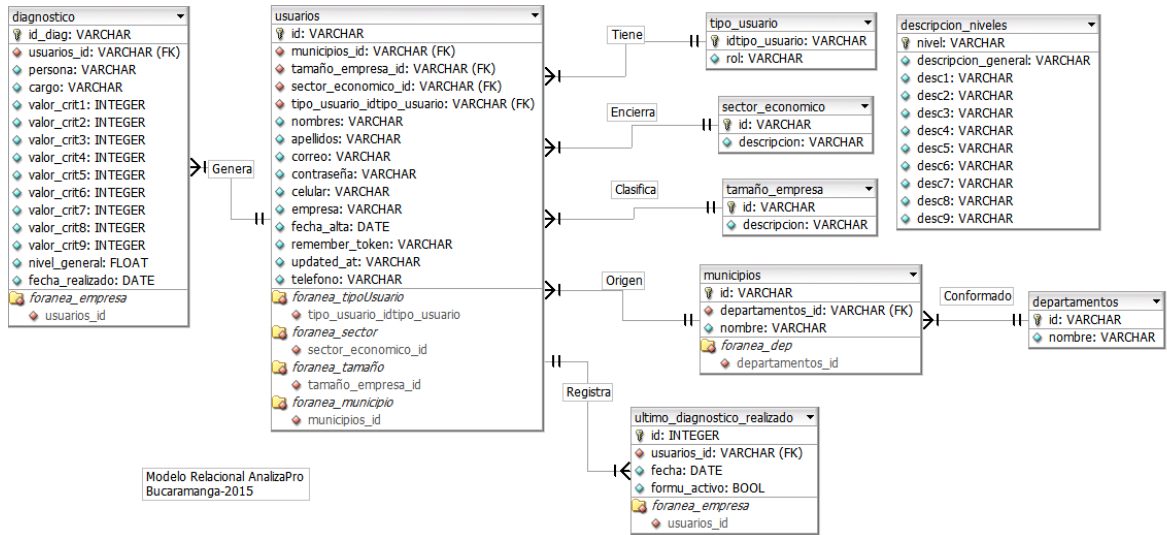 diagnostico
id_diag: VARCHAR
usuarios_id: VARCHAR (FK)
persona: VARCHAR
cargo: VARCHAR
valor_crit1: INTEGER
valor_crit2: INTEGER
valor_crit3: INTEGER
valor_crit4: INTEGER
valor_crit5: INTEGER
valor_crit6: INTEGER
valor_crit7: INTEGER
valor_crit8: INTEGER
valor_crit9: INTEGER
nivel_general: FLOAT
fecha_realizado: DATE
foranea_empresa
usuarios_id
Genera
usuarios
id: VARCHAR
municipios_id: VARCHAR (FK)
tamaño_empresa_id: VARCHAR (FK)
sector_economico_id: VARCHAR (FK)
tipo_usuario_idtipo_usuario: VARCHAR (FK)
nombres: VARCHAR
apellidos: VARCHAR
correo: VARCHAR
contraseña: VARCHAR
celular: VARCHAR
empresa: VARCHAR
fecha_alta: DATE
remember_token: VARCHAR
updated_at: VARCHAR
telefono: VARCHAR
foranea_tipoUsuario
tipo_usuario_idtipo_usuario
foranea_sector
sector_economico_id
foranea_tamaño
tamaño_empresa_id
foranea_municipio
municipios_id
Tiene
tipo_usuario
idtipo_usuario: VARCHAR
rol: VARCHAR
Encierra
sector_economico
id: VARCHAR
descripcion: VARCHAR
Clasifica
tamaño_empresa
id: VARCHAR
descripcion: VARCHAR
descripcion_niveles
nivel: VARCHAR
descripcion_general: VARCHAR
desc1: VARCHAR
desc2: VARCHAR
desc3: VARCHAR
desc4: VARCHAR
desc5: VARCHAR
desc6: VARCHAR
desc7: VARCHAR
desc8: VARCHAR
desc9: VARCHAR
Origen
municipios
id: VARCHAR
departamentos_id: VARCHAR (FK)
nombre: VARCHAR
foranea_dep
departamentos_id
Conformado
departamentos
id: VARCHAR
nombre: VARCHAR
Registra
ultimo_diagnostico_realizado
id: INTEGER
usuarios_id: VARCHAR (FK)
fecha: DATE
formu_activo: BOOL
foranea_empresa
usuarios_id
Modelo Relacional AnalizaPro
Bucaramanga-2015